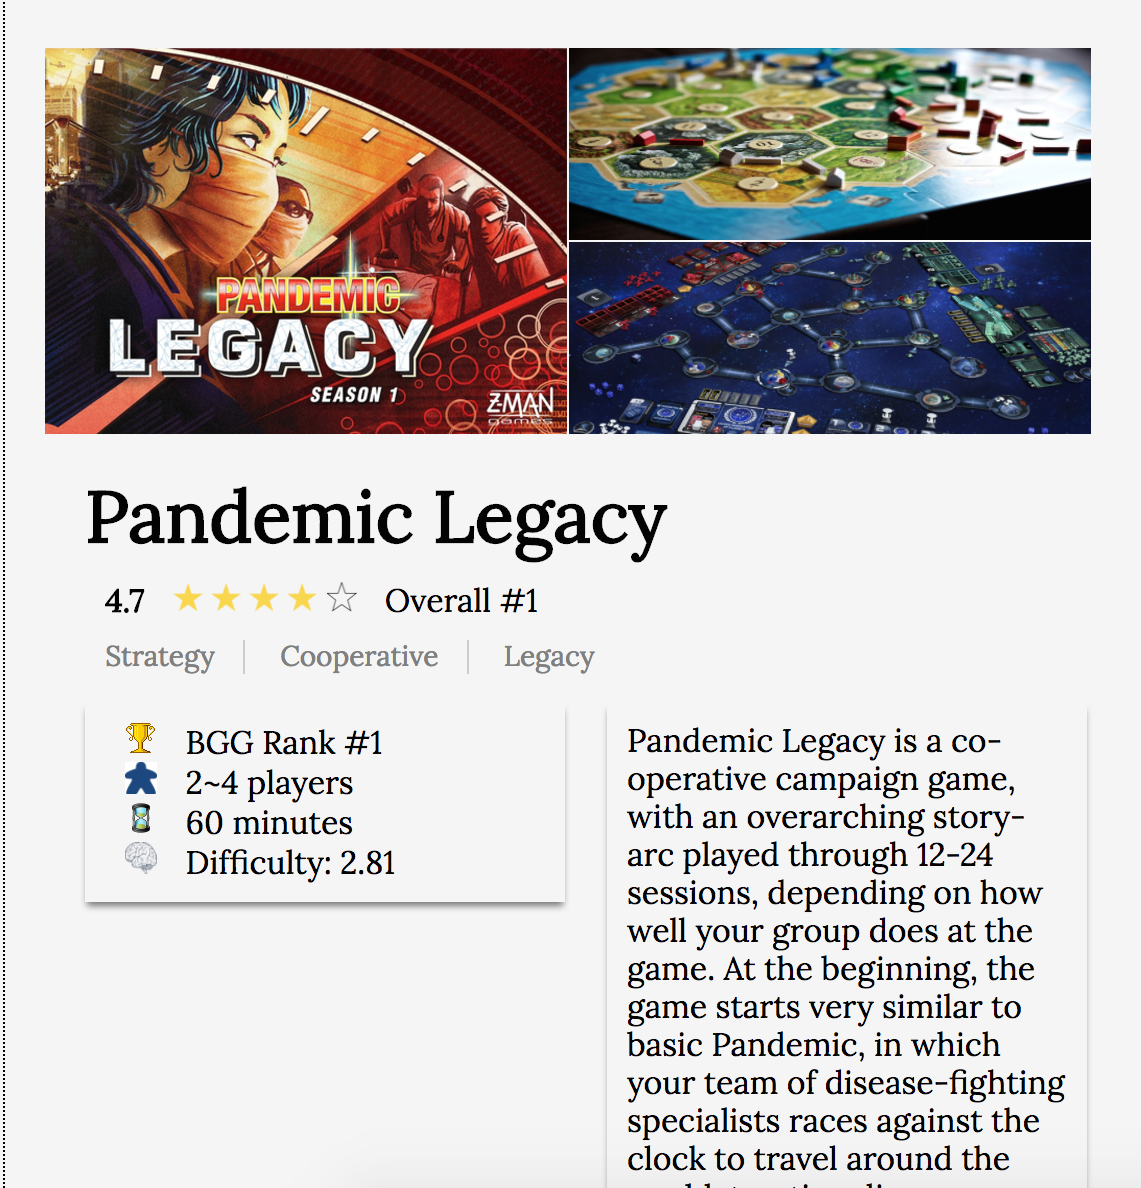 PANDEMIC
LEGACY
SEASON 1
Z-MAN
games
Pandemic Legacy
4.7 ★★★★☆ Overall #1
Strategy | Cooperative | Legacy
BGG Rank #1
2~4 players
60 minutes
Difficulty: 2.81
Pandemic Legacy is a co-
operative campaign game,
with an overarching story-
arc played through 12-24
sessions, depending on how
well your group does at the
game. At the beginning, the
game starts very similar to
basic Pandemic, in which
your team of disease-fighting
specialists races against the
clock to travel around the